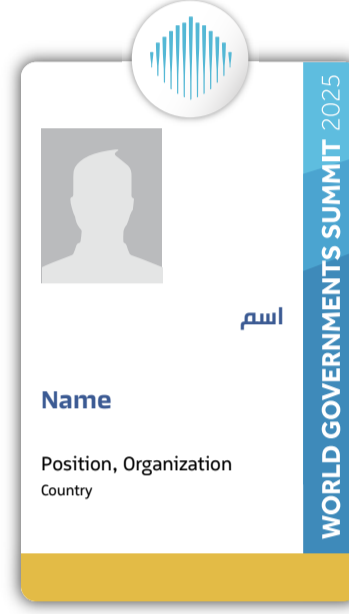 اسم
Name
Position, Organization
Country
WORLD GOVERNMENTS SUMMIT 2025